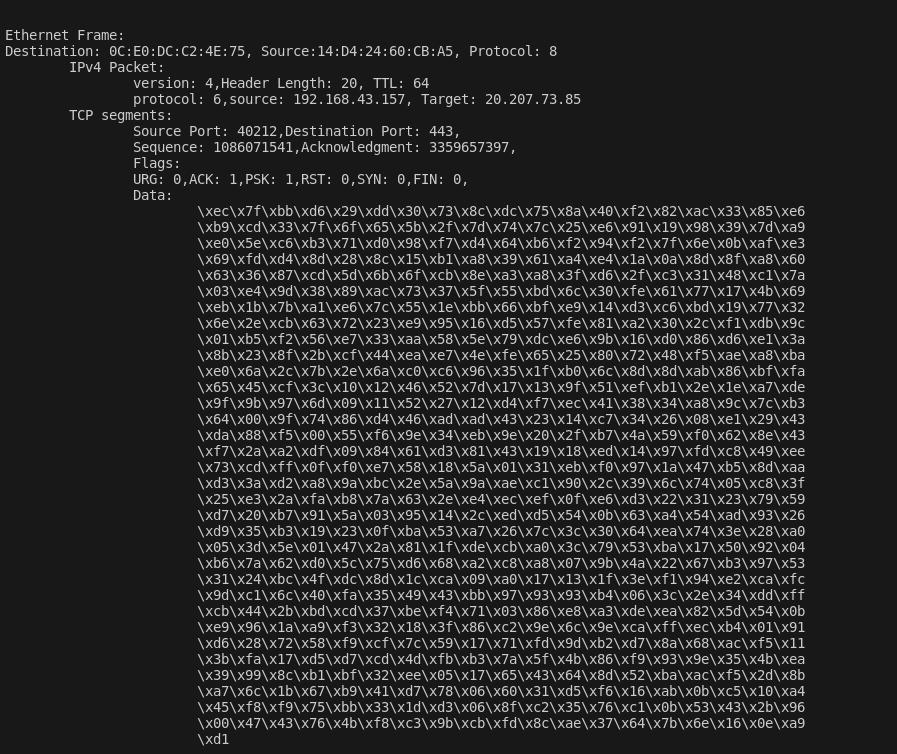 Ethernet Frame:
Destination: 0C:E0:DC:C2:4E:75, Source:14:D4:24:60:CB:A5, Protocol: 8
IPv4 Packet:
version: 4,Header Length: 20, TTL: 64
protocol: 6,source: 192.168.43.157, Target: 20.207.73.85
TCP segments:
Source Port: 40212,Destination Port: 443,
Sequence: 1086071541,Acknowledgment: 3359657397,
Flags:
URG: 0,ACK: 1,PSK: 1,RST: 0,SYN: 0,FIN: 0,
Data:
\xec\x7f\xbb\xd6\x29\xdd\x30\x73\x8c\xdc\x75\x8a\x40\xf2\x82\xac\x33\x85\xe6
\xb9\xcd\x33\x7f\x6f\x65\x5b\x2f\x7d\x74\x7c\x25\xe6\x91\x19\x98\x39\x7d\xa9
\xe0\x5e\xc6\xb3\x71\xd0\x98\xf7\xd4\x64\xb6\xf2\x94\xf2\x7f\x6e\x0b\xaf\xe3
\x69\xfd\xd4\x8d\x28\x8c\x15\xb1\xa8\x39\x61\xa4\xe4\x1a\x0a\x8d\x8f\xa8\x60
\x63\x36\x87\xcd\x5d\x6b\x6f\xcb\x8e\xa3\xa8\x3f\xd6\x2f\xc3\x31\x48\xc1\x7a
\x03\xe4\x9d\x38\x89\xac\x73\x37\x5f\x55\xbd\x6c\x30\xfe\x61\x77\x17\x4b\x69
\xeb\x1b\x7b\xa1\xe6\x7c\x55\x1e\xbb\x66\xbf\xe9\x14\xd3\xc6\xbd\x19\x77\x32
\x6e\x2e\xcb\x63\x72\x23\xe9\x95\x16\xd5\x57\xfe\x81\xa2\x30\x2c\xf1\xdb\x9c
\x01\xb5\xf2\x56\xe7\x33\xaa\x58\x5e\x79\xdc\xe6\x9b\x16\xd0\x86\xd6\xe1\x3a
\x8b\x23\x8f\x2b\xcf\x44\xea\xe7\x4e\xfe\x65\x25\x80\x72\x48\xf5\xae\xa8\xba
\xe0\x6a\x2c\x7b\x2e\x6a\xc0\xc6\x96\x35\x1f\xb0\x6c\x8d\x8d\xab\x86\xbf\xfa
\x65\x45\xcf\x3c\x10\x12\x46\x52\x7d\x17\x13\x9f\x51\xef\xb1\x2e\x1e\xa7\xde
\x9f\x9b\x97\x6d\x09\x11\x52\x27\x12\xd4\xf7\xec\x41\x38\x34\xa8\x9c\x7c\xb3
\x64\x00\x9f\x74\x86\xd4\x46\xad\xad\x43\x23\x14\xc7\x34\x26\x08\xe1\x29\x43
\xda\x88\xf5\x00\x55\xf6\x9e\x34\xeb\x9e\x20\x2f\xb7\x4a\x59\xf0\x62\x8e\x43
\xf7\x2a\xa2\xdf\x09\x84\x61\xd3\x81\x43\x19\x18\xed\x14\x97\xfd\xc8\x49\xee
\x73\xcd\xff\x0f\xf0\xe7\x58\x18\x5a\x01\x31\xeb\xf0\x97\x1a\x47\xb5\x8d\xaa
\xd3\x3a\xd2\xa8\x9a\xbc\x2e\x5a\x9a\xae\xc1\x90\x2c\x39\x6c\x74\x05\xc8\x3f
\x25\xe3\x2a\xfa\xb8\x7a\x63\x2e\xe4\xec\xef\x0f\xe6\xd3\x22\x31\x23\x79\x59
\xd7\x20\xb7\x91\x5a\x03\x95\x14\x2c\xed\xd5\x54\x0b\x63\xa4\x54\xad\x93\x26
\xd9\x35\xb3\x19\x23\x0f\xba\x53\xa7\x26\x7c\x3c\x30\x64\xea\x74\x3e\x28\xa0
\x05\x3d\x5e\x01\x47\x2a\x81\x1f\xde\xcb\xa0\x3c\x79\x53\xba\x17\x50\x92\x04
\xb6\x7a\x62\xd0\x5c\x75\xd6\x68\xa2\xc8\xa8\x07\x9b\x4a\x22\x67\xb3\x97\x53
\x31\x24\xbc\x4f\xdc\x8d\x1c\xca\x09\xa0\x17\x13\x1f\x3e\xf1\x94\xe2\xca\xfc
\x9d\xc1\x6c\x40\xfa\x35\x49\x43\xbb\x97\x93\x93\xb4\x06\x3c\x2e\x34\xdd\xff
\xcb\x44\x2b\xbd\xcd\x37\xbe\xf4\x71\x03\x86\xe8\xa3\xde\xea\x82\x5d\x54\x0b
\xe9\x96\x1a\xa9\xf3\x32\x18\x3f\x86\xc2\x9e\x6c\x9e\xca\xff\xec\xb4\x01\x91
\xd6\x28\x72\x58\xf9\xcf\x7c\x59\x17\x71\xfd\x9d\xb2\xd7\x8a\x68\xac\xf5\x11
\x3b\xfa\x17\xd5\xd7\xcd\x4d\xfb\xb3\x7a\x5f\x4b\x86\xf9\x93\x9e\x35\x4b\xea
\x39\x99\x8c\xb1\xbf\x32\xee\x05\x17\x65\x43\x64\x8d\x52\xba\xac\xf5\x2d\x8b
\xa7\x6c\x1b\x67\xb9\x41\xd7\x78\x06\x60\x31\xd5\xf6\x16\xab\x0b\xc5\x10\xa4
\x45\xf8\xf9\x75\xbb\x33\x1d\xd3\x06\x8f\xc2\x35\x76\xc1\x0b\x53\x43\x2b\x96
\x00\x47\x43\x76\x4b\xf8\xc3\x9b\xcb\xfd\x8c\xae\x37\x64\x7b\x6e\x16\x0e\xa9
\xd1